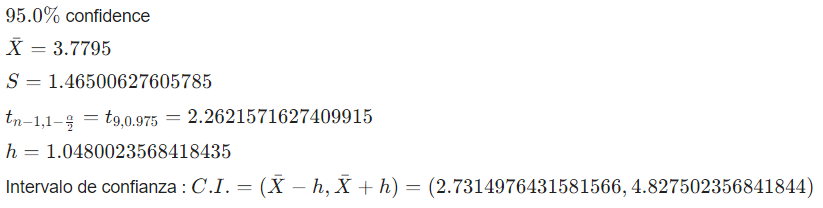 95.0% confidence
X̄ = 3.7795
S = 1.46500627605785
t_{n−1,1−α/2} = t_{9,0.975} = 2.2621571627409915
h = 1.0480023568418435
Intervalo de confianza : C.I. = (X̄ − h, X̄ + h) = (2.7314976431581566, 4.827502356841844)